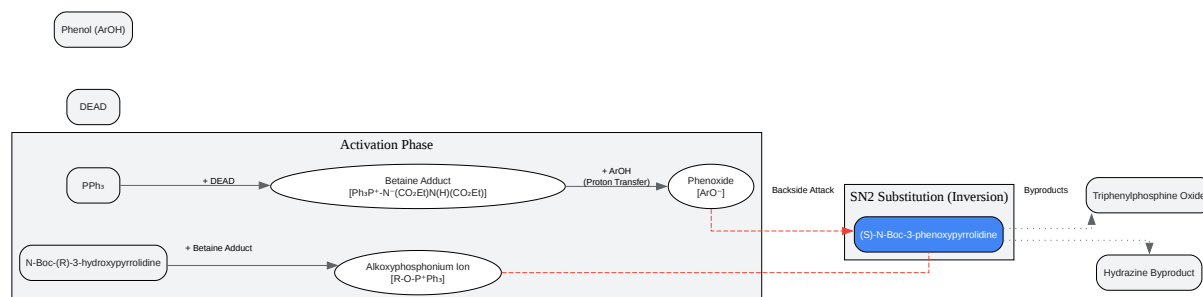 Phenol (ArOH)
DEAD
Activation Phase
PPh₃
+ DEAD
Betaine Adduct
[Ph₃P⁺-N⁻(CO₂Et)N(H)(CO₂Et)]
+ ArOH
(Proton Transfer)
Phenoxide
[ArO⁻]
Backside Attack
SN2 Substitution (Inversion)
(S)-N-Boc-3-phenoxypyrrolidine
Byproducts
Triphenylphosphine Oxide
N-Boc-(R)-3-hydroxypyrrolidine
+ Betaine Adduct
Alkoxyphosphonium Ion
[R-O-P⁺Ph₃]
Hydrazine Byproduct